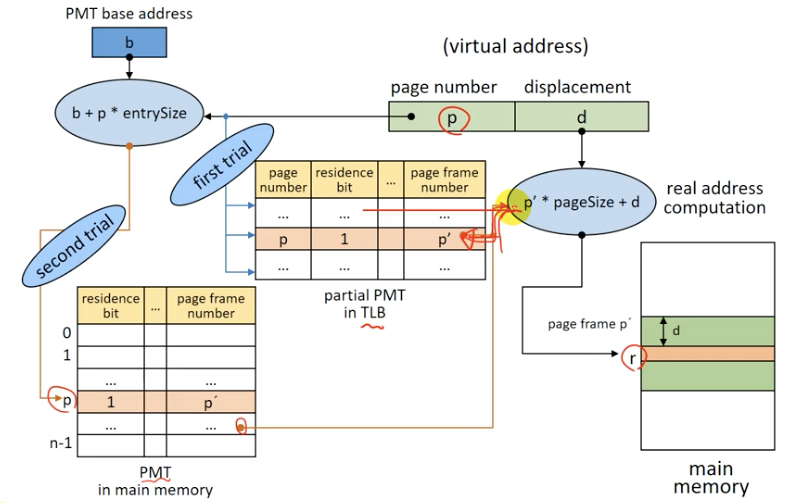 PMT base address
b
(virtual address)
page number
displacement
p
d
b + p * entrySize
first trial
page number
residence bit
...
page frame number
...
...
...
p
1
p’
...
...
...
p’ * pageSize + d
real address
computation
second trial
partial PMT
in TLB
residence bit
...
page frame number
0
1
...
...
p
1
p´
...
...
n-1
PMT
in main memory
page frame p´
d
r
main
memory